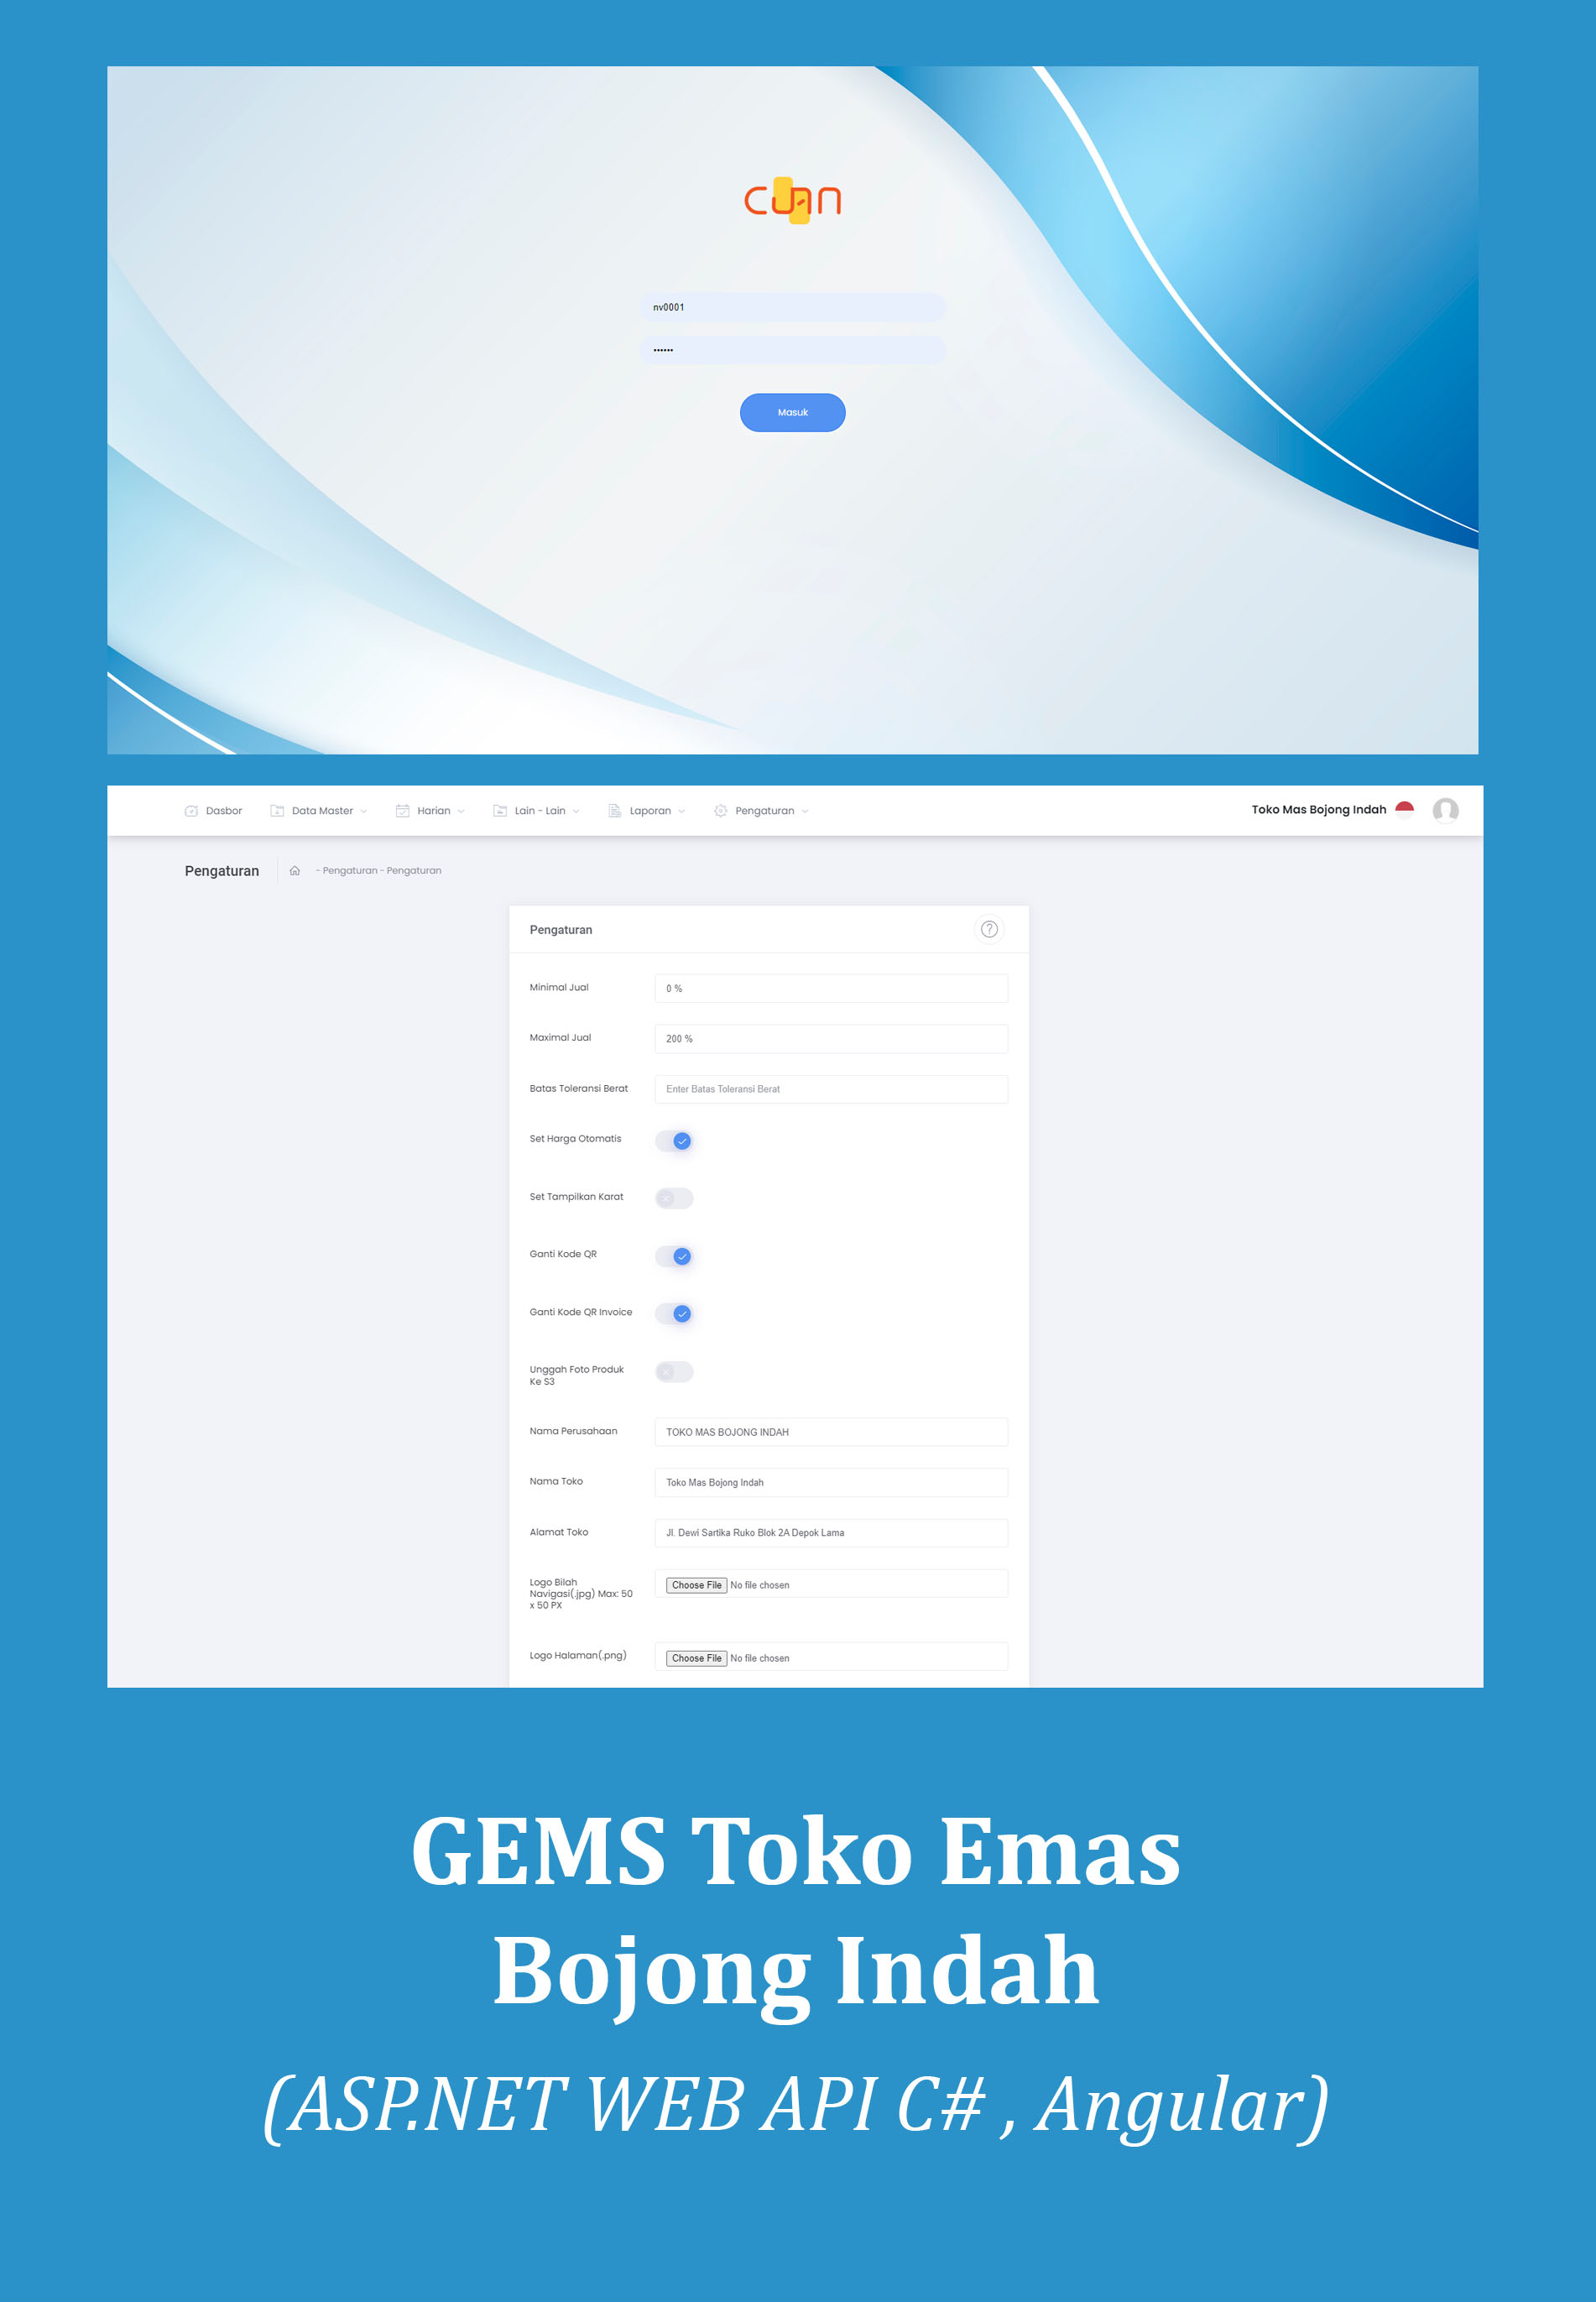 cuan
nv0001
••••••
Masuk
Dasbor Data Master Harian Lain - Lain Laporan Pengaturan Toko Mas Bojong Indah
Pengaturan - Pengaturan - Pengaturan
Pengaturan
Minimal Jual 0 %
Maximal Jual 200 %
Batas Toleransi Berat Enter Batas Toleransi Berat
Set Harga Otomatis
Set Tampilkan Karat
Ganti Kode QR
Ganti Kode QR Invoice
Unggah Foto Produk
Ke S3
Nama Perusahaan TOKO MAS BOJONG INDAH
Nama Toko Toko Mas Bojong Indah
Alamat Toko Jl. Dewi Sartika Ruko Blok 2A Depok Lama
Logo Bilah
Navigasi(.jpg) Max: 50
x 50 PX
Choose File No file chosen
Logo Halaman(.png) Choose File No file chosen
GEMS Toko Emas
Bojong Indah
(ASP.NET WEB API C# , Angular)